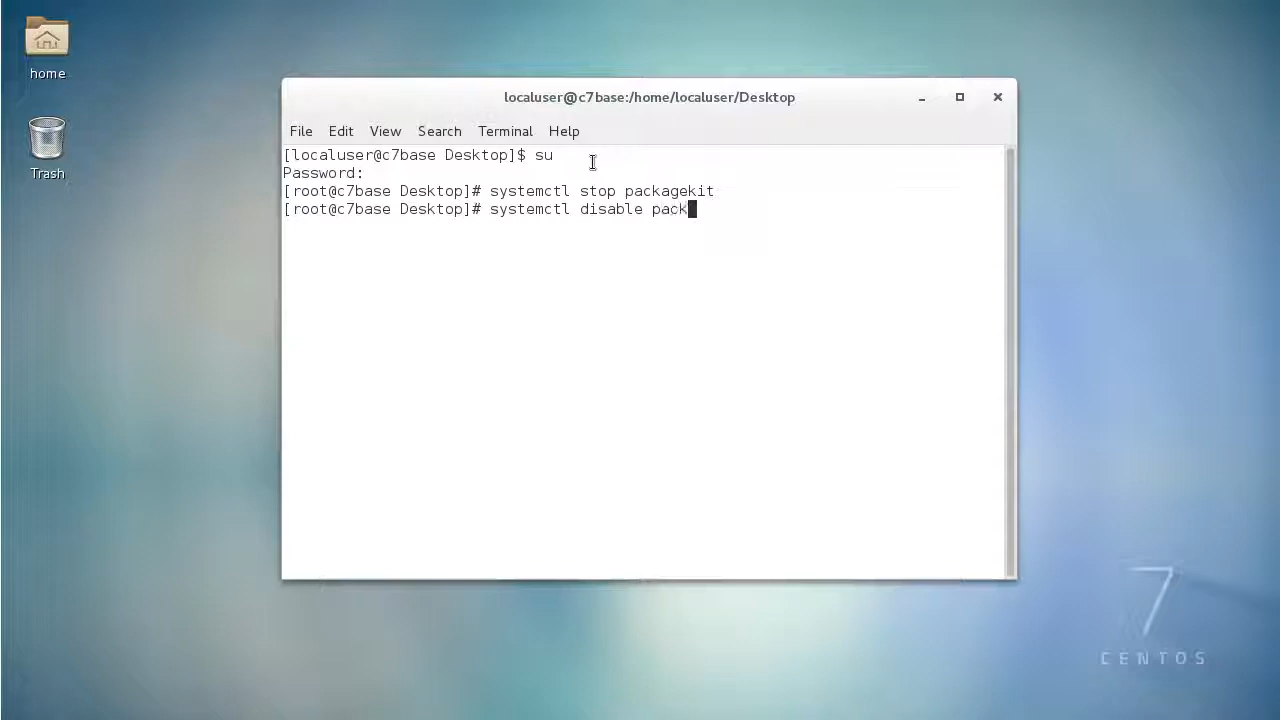 home
Trash
localuser@c7base:/home/localuser/Desktop
File Edit View Search Terminal Help
[localuser@c7base Desktop]$ su
Password:
[root@c7base Desktop]# systemctl stop packagekit
[root@c7base Desktop]# systemctl disable pack
7
CENTOS